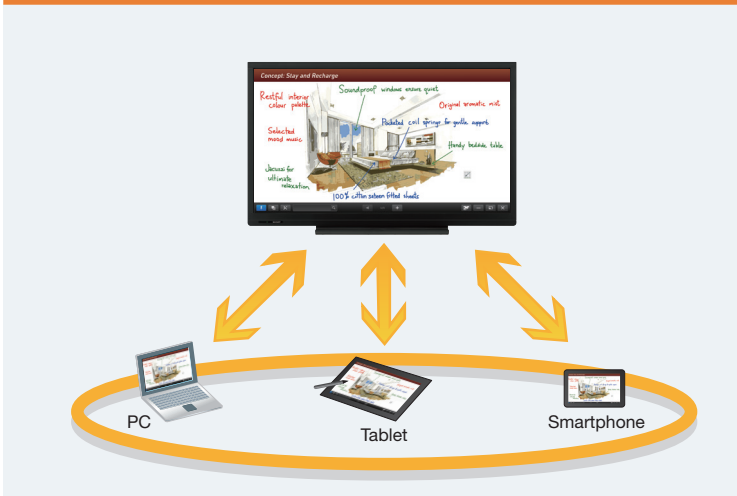 Concept: Stay and Recharge
Restful interior
colour palette
Soundproof windows ensure quiet
Original aromatic mist
Pocketed coil springs for gentle support
Selected
mood music
Handy bedside table
Jacuzzi for
ultimate
relaxation
100% cotton sateen fitted sheets
PC
Tablet
Smartphone